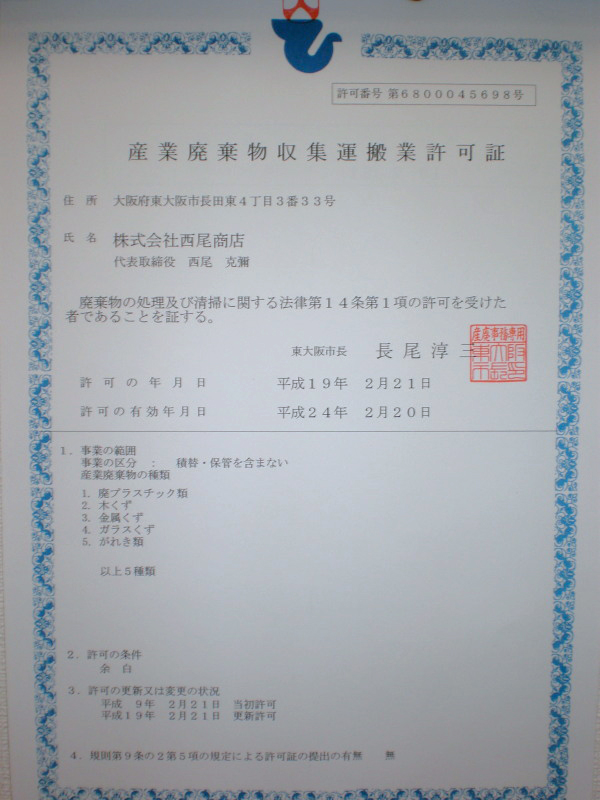 許可番号 第６８０００４５６９８号
産業廃棄物収集運搬業許可証
住 所 大阪府東大阪市長田東４丁目３番３３号
氏 名 株式会社西尾商店
代表取締役 西尾 克彌
廃棄物の処理及び清掃に関する法律第１４条第１項の許可を受けた
者であることを証する。
東大阪市長 長尾淳三
許可の年月日 平成１９年 ２月２１日
許可の有効年月日 平成２４年 ２月２０日
１．事業の範囲
事業の区分 ： 積替・保管を含まない
産業廃棄物の種類
1. 廃プラスチック類
2. 木くず
3. 金属くず
4. ガラスくず
5. がれき類
以上５種類
２．許可の条件
余 白
３．許可の更新又は変更の状況
平成 ９年 ２月２１日 当初許可
平成１９年 ２月２１日 更新許可
４．規則第９条の２第５項の規定による許可証の提出の有無 無